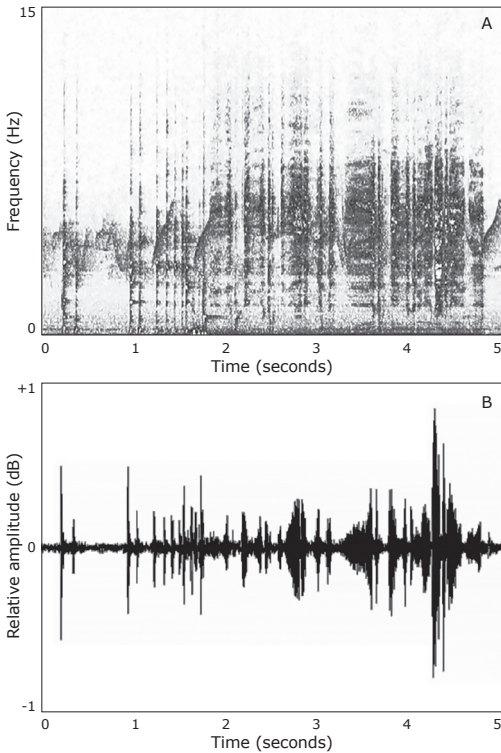 15
A
Frequency (Hz)
0
0 1 2 3 4 5
Time (seconds)
+1
B
Relative amplitude (dB)
0
-1
0 1 2 3 4 5
Time (seconds)